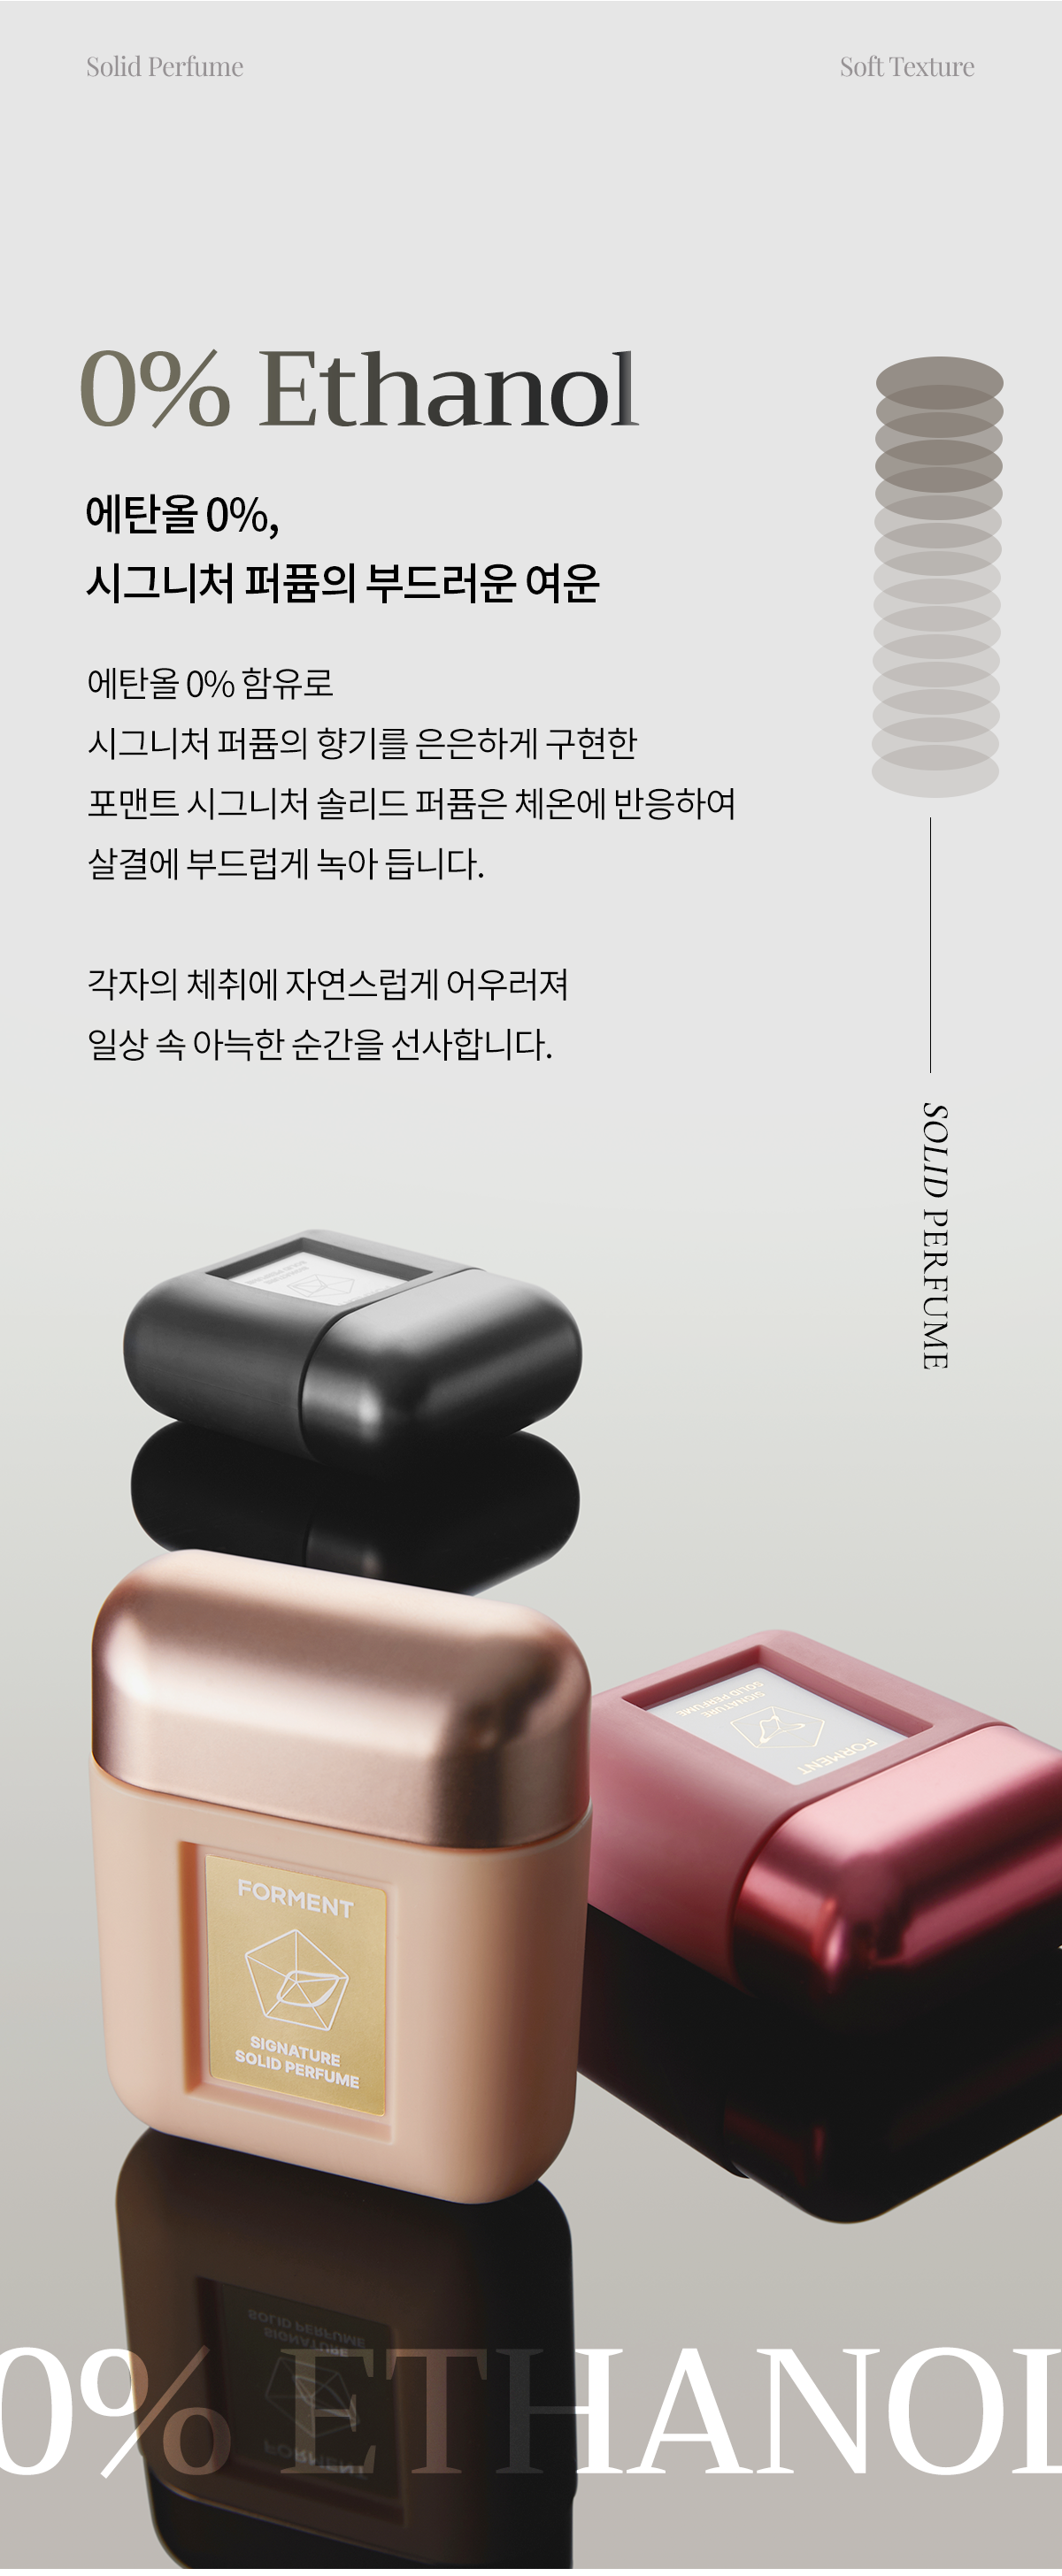 Solid Perfume
Soft Texture
0% Ethanol
에탄올 0%,
시그니처 퍼퓸의 부드러운 여운
에탄올 0% 함유로
시그니처 퍼퓸의 향기를 은은하게 구현한
포맨트 시그니처 솔리드 퍼퓸은 체온에 반응하여
살결에 부드럽게 녹아 듭니다.
각자의 체취에 자연스럽게 어우러져
일상 속 아늑한 순간을 선사합니다.
SOLID PERFUME
FORMENT
SIGNATURE
SOLID PERFUME
FORMENT
SIGNATURE
SOLID PERFUME
0% ETHANOL